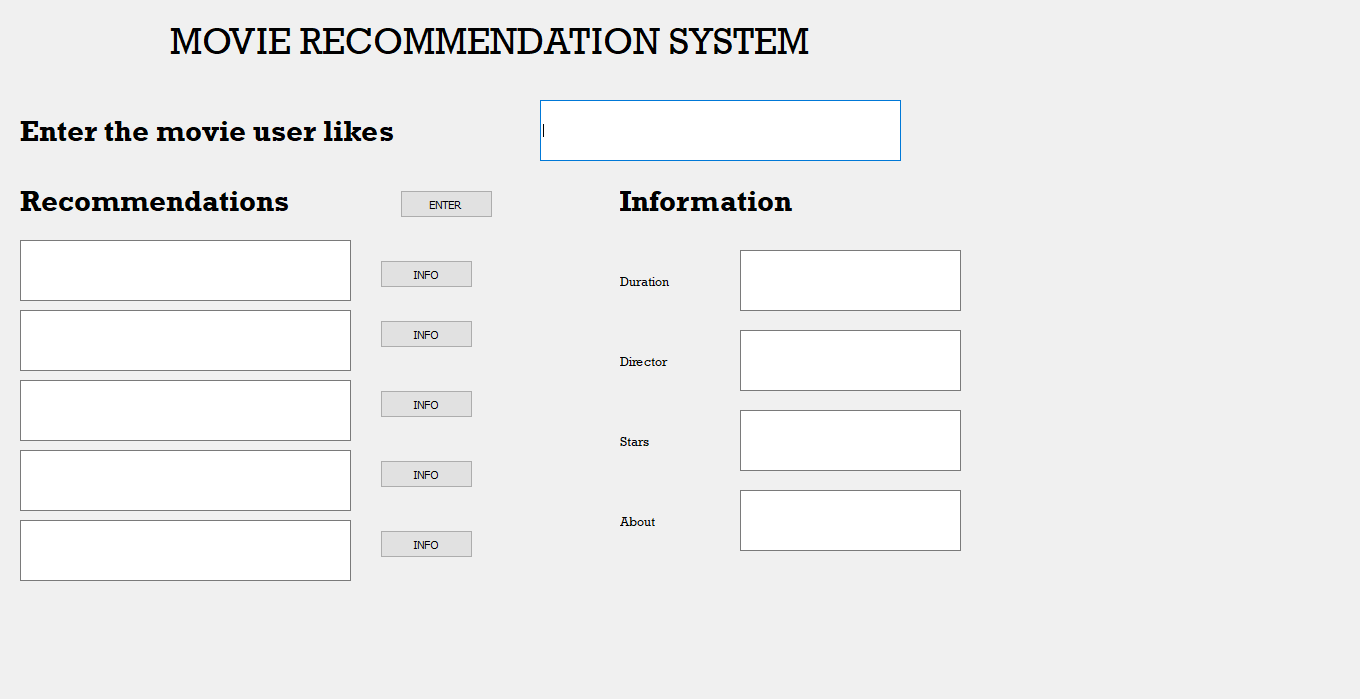 MOVIE RECOMMENDATION SYSTEM
Enter the movie user likes
Recommendations
ENTER
INFO
INFO
INFO
INFO
INFO
Information
Duration
Director
Stars
About